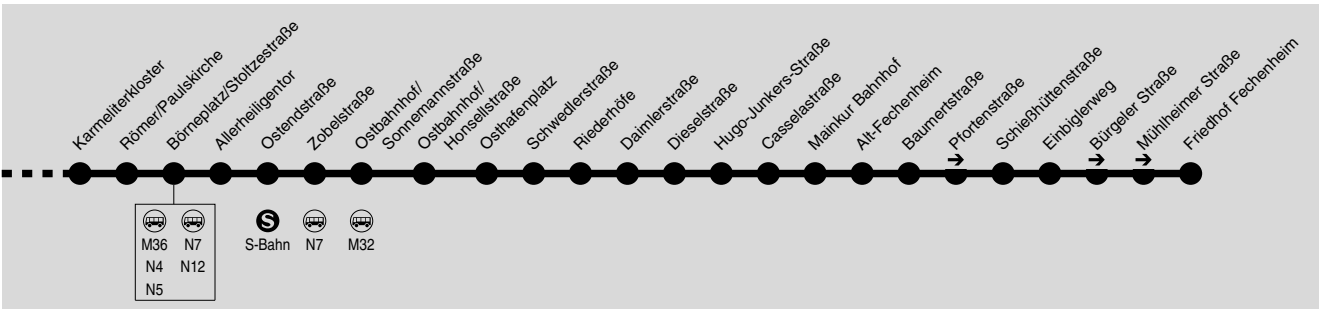 Karmeliterkloster
Römer/Paulskirche
Börneplatz/Stoltzestraße
Allerheiligentor
Ostendstraße
Zobelstraße
Ostbahnhof/
Sonnemannstraße
Ostbahnhof/
Honsellstraße
Osthafenplatz
Schwedlerstraße
Riederhöfe
Daimlerstraße
Dieselstraße
Hugo-Junkers-Straße
Casselastraße
Mainkur Bahnhof
Alt-Fechenheim
Baumertstraße
Pfortenstraße
Schießhüttenstraße
Einbiglerweg
Bürgeler Straße
Mühlheimer Straße
Friedhof Fechenheim
S
M36 N7 S-Bahn N7 M32
N4 N12
N5